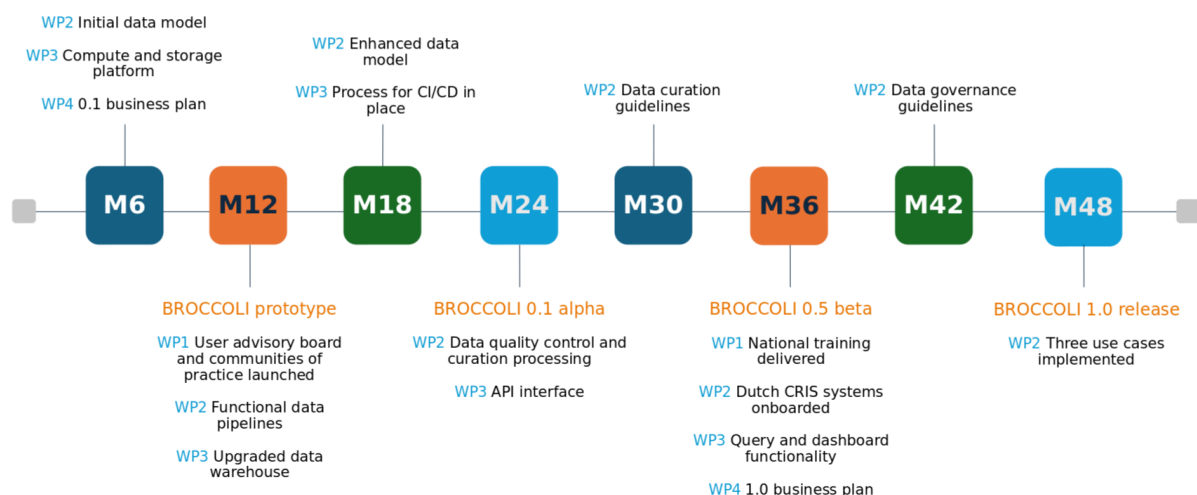 WP2 Initial data model
WP3 Compute and storage
platform
WP4 0.1 business plan
WP2 Enhanced data
model
WP3 Process for CI/CD in
place
WP2 Data curation
guidelines
WP2 Data governance
guidelines
M6
M12
M18
M24
M30
M36
M42
M48
BROCCOLI prototype
WP1 User advisory board
and communities of
practice launched
WP2 Functional data
pipelines
WP3 Upgraded data
warehouse
BROCCOLI 0.1 alpha
WP2 Data quality control and
curation processing
WP3 API interface
BROCCOLI 0.5 beta
WP1 National training
delivered
WP2 Dutch CRIS systems
onboarded
WP3 Query and dashboard
functionality
WP4 1.0 business plan
BROCCOLI 1.0 release
WP2 Three use cases
implemented